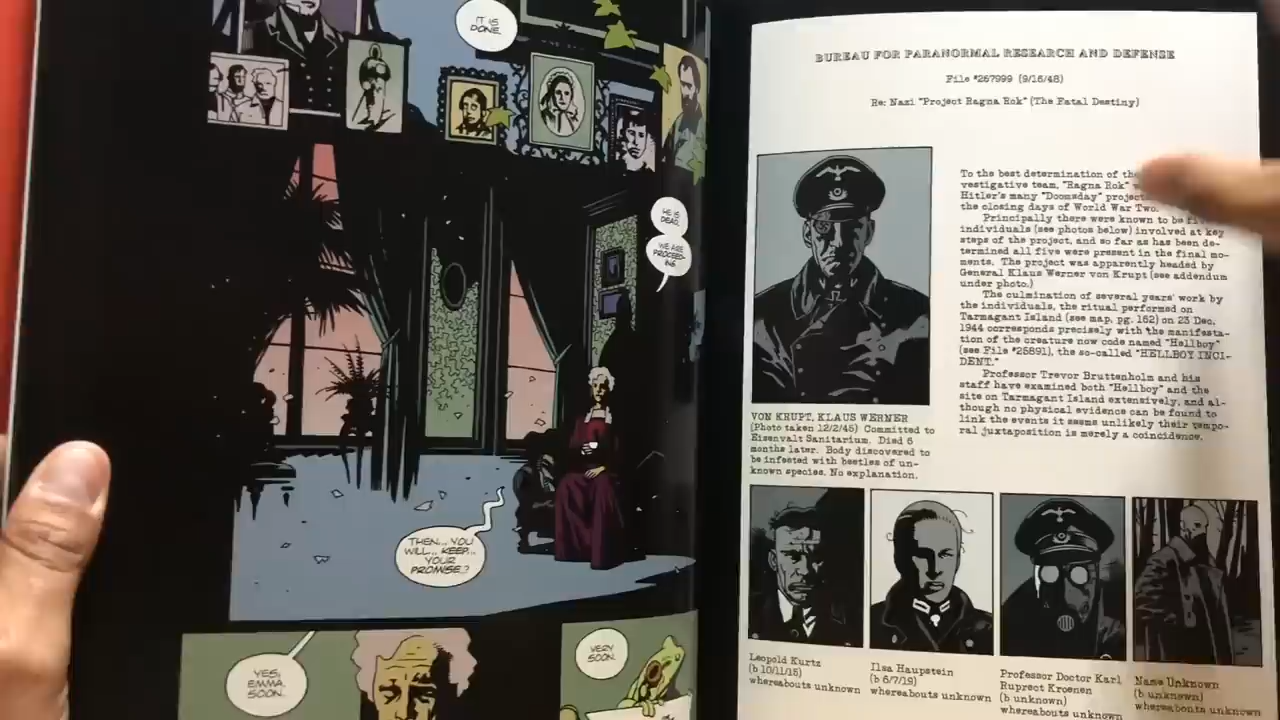 IT IS
DONE.
HE IS
DEAD.
WE ARE
PROCEED-
ING
THEN... YOU
WILL... KEEP...
YOUR
PROMISE?
YES,
EMMA.
SOON.
VERY
SOON.
BUREAU FOR PARANORMAL RESEARCH AND DEFENSE
File #267999 (9/16/48)
Re: Nazi "Project Ragna Rok" (The Fatal Destiny)
To the best determination of the
vestigative team, "Ragna Rok"
Hitler's many "Doomsday"
the closing days of World War Two.
Principally there were known to be
individuals (see photos below) involved at key
steps of the project, and so far as has been de-
termined all five were present in the final mo-
ments. The project was apparently headed by
General Klaus Werner von Krupt (see addendum
under photo.)
The culmination of several years' work by
the individuals, the ritual performed on
Tarmagant Island (see map, pg. 162) on 23 Dec.
1944 corresponds precisely with the manifesta-
tion of the creature now code named "Hellboy"
(see File #25891), the so-called "HELLBOY INCI-
DENT."
Professor Trevor Bruttenholm and his
staff have examined both "Hellboy" and the
site on Tarmagant Island extensively, and al-
though no physical evidence can be found to
link the events it seems unlikely their tempo-
ral juxtaposition is merely a coincidence.
VON KRUPT, KLAUS WERNER
(Photo taken 12/2/45) Committed to
Eisenvalt Sanitarium. Died 6
months later. Body discovered to
be infested with beetles of un-
known species. No explanation.
Leopold Kurtz
(b 10/11/15)
whereabouts unknown
Ilsa Haupstein
(b 6/7/19)
whereabouts unknown
Professor Doctor Karl
Ruprect Kroenen
(b unknown)
whereabouts unknown
Name Unknown
(b unknown)
whereabouts unknown